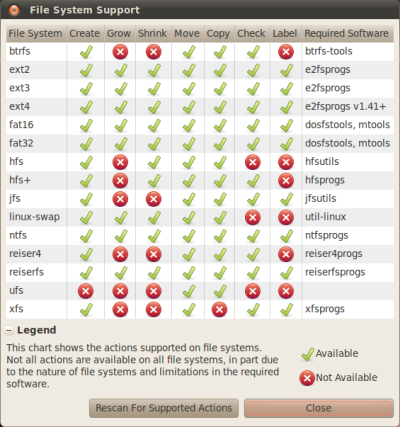 File System Support
File System Create Grow Shrink Move Copy Check Label Required Software
btrfs btrfs-tools
ext2 e2fsprogs
ext3 e2fsprogs
ext4 e2fsprogs v1.41+
fat16 dosfstools, mtools
fat32 dosfstools, mtools
hfs hfsutils
hfs+ hfsprogs
jfs jfsutils
linux-swap util-linux
ntfs ntfsprogs
reiser4 reiser4progs
reiserfs reiserfsprogs
ufs
xfs xfsprogs
Legend
This chart shows the actions supported on file systems.
Not all actions are available on all file systems, in part due
to the nature of file systems and limitations in the required
software.
Available
Not Available
Rescan For Supported Actions Close